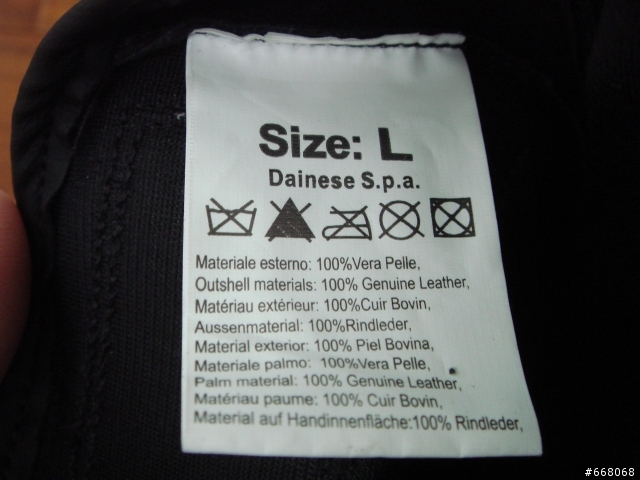 Size: L
Dainese S.p.a.
Materiale esterno: 100%Vera Pelle,
Outshell materials: 100% Genuine Leather,
Matériau extérieur: 100%Cuir Bovin,
Aussenmaterial: 100%Rindleder,
Material exterior: 100% Piel Bovina,
Materiale palmo: 100%Vera Pelle,
Palm material: 100% Genuine Leather,
Matériau paume: 100% Cuir Bovin,
Material auf Handinnenfläche:100% Rindleder,
#668068